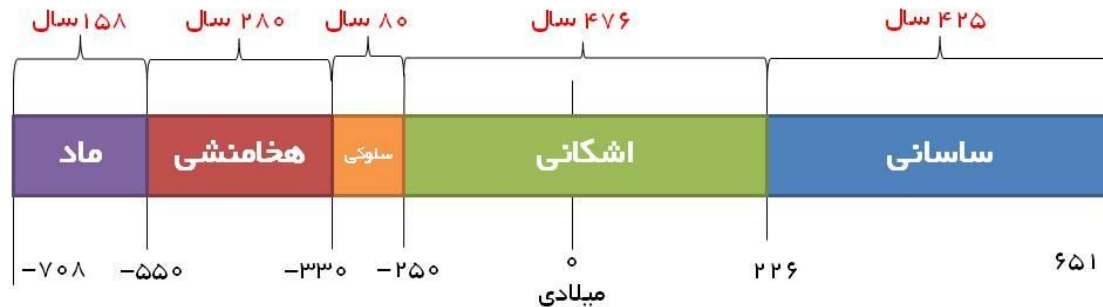 ۱۵۸ سال ۲۸۰ سال ۸۰ سال ۴۷۶ سال ۴۲۵ سال
ماد هخامنشی سلوکی اشکانی ساسانی
-۷۰۸ -۵۵۰ -۳۳۰ -۲۵۰ ۰ ۲۲۶ ۶۵۱
میلادی